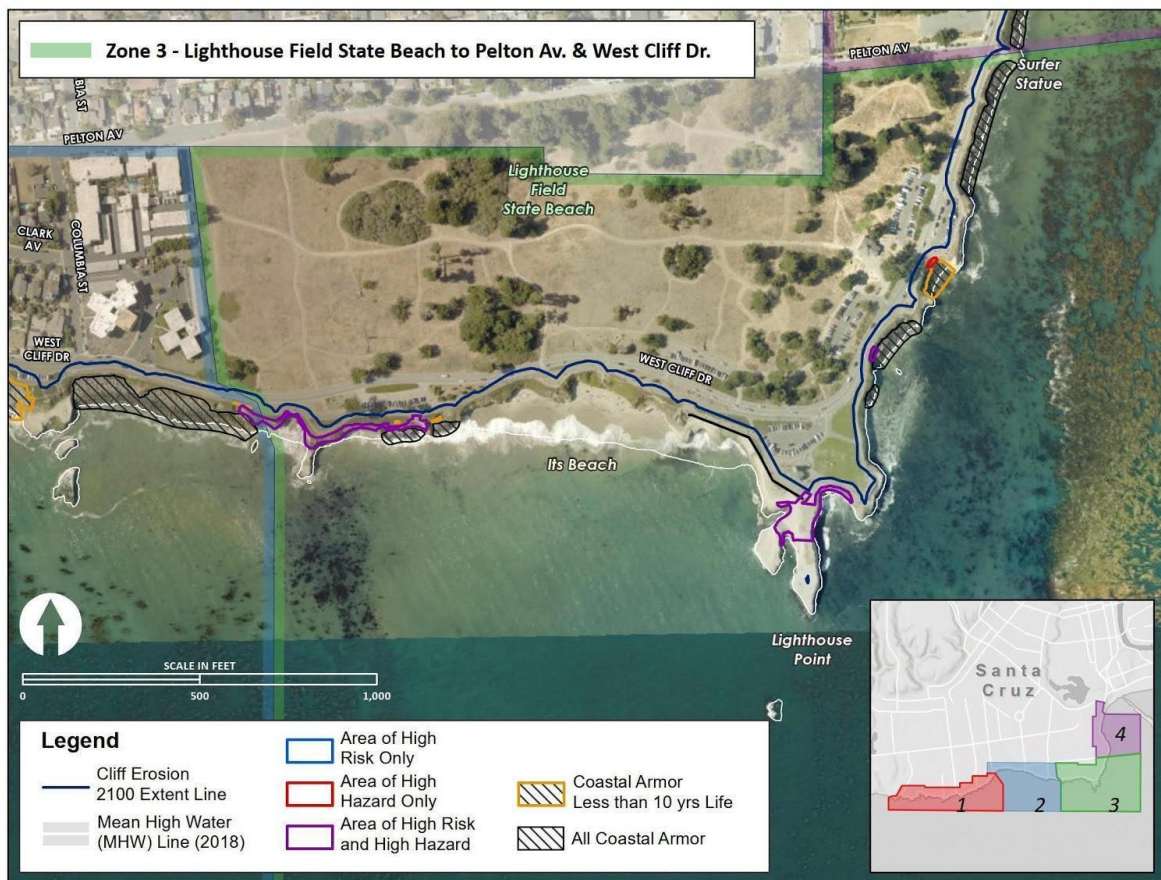 Zone 3 - Lighthouse Field State Beach to Pelton Av. & West Cliff Dr.
PELTON AV
Surfer
Statue
BIA ST
PELTON AV
Lighthouse
Field
State Beach
CLARK
AV
COLUMBIA ST
WEST
CLIFF DR
WEST CLIFF DR
Its Beach
Lighthouse
Point
SCALE IN FEET
0
500
1,000
Legend
Cliff Erosion
2100 Extent Line
Mean High Water
(MHW) Line (2018)
Area of High
Risk Only
Area of High
Hazard Only
Area of High Risk
and High Hazard
Coastal Armor
Less than 10 yrs Life
All Coastal Armor
Santa
Cruz
1
2
3
4